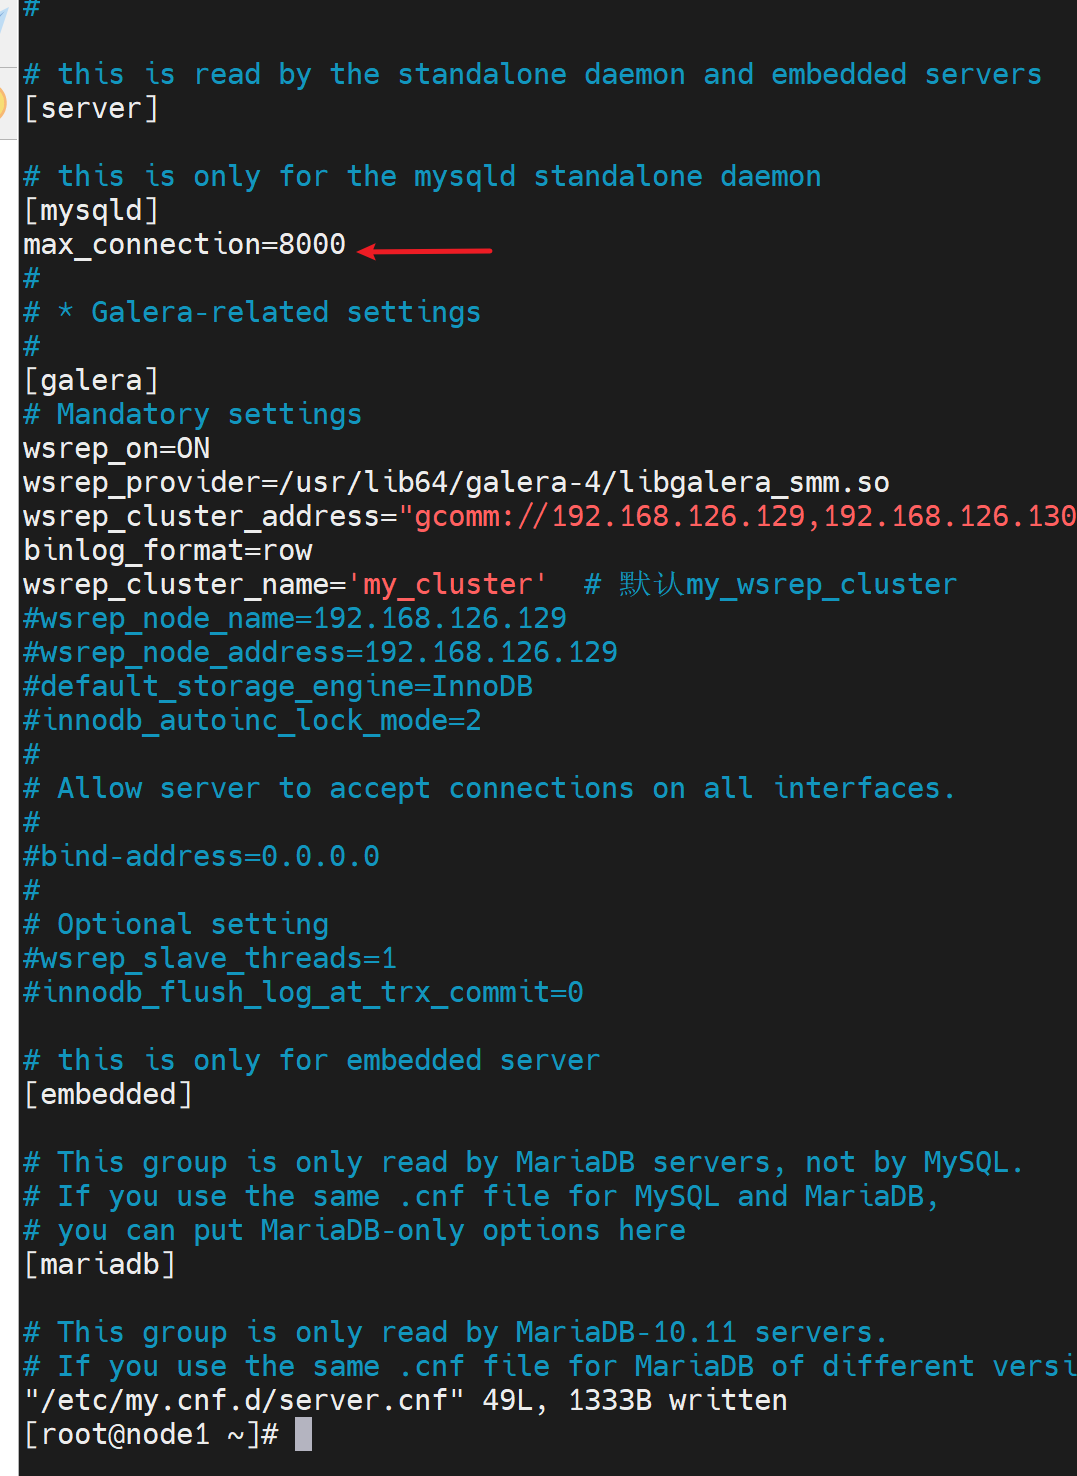 #
# this is read by the standalone daemon and embedded servers
[server]
# this is only for the mysqld standalone daemon
[mysqld]
max_connection=8000
#
# * Galera-related settings
#
[galera]
# Mandatory settings
wsrep_on=ON
wsrep_provider=/usr/lib64/galera-4/libgalera_smm.so
wsrep_cluster_address="gcomm://192.168.126.129,192.168.126.130
binlog_format=row
wsrep_cluster_name='my_cluster'  # 默认my_wsrep_cluster
#wsrep_node_name=192.168.126.129
#wsrep_node_address=192.168.126.129
#default_storage_engine=InnoDB
#innodb_autoinc_lock_mode=2
#
# Allow server to accept connections on all interfaces.
#
#bind-address=0.0.0.0
#
# Optional setting
#wsrep_slave_threads=1
#innodb_flush_log_at_trx_commit=0
# this is only for embedded server
[embedded]
# This group is only read by MariaDB servers, not by MySQL.
# If you use the same .cnf file for MySQL and MariaDB,
# you can put MariaDB-only options here
[mariadb]
# This group is only read by MariaDB-10.11 servers.
# If you use the same .cnf file for MariaDB of different versi
"/etc/my.cnf.d/server.cnf" 49L, 1333B written
[root@node1 ~]#